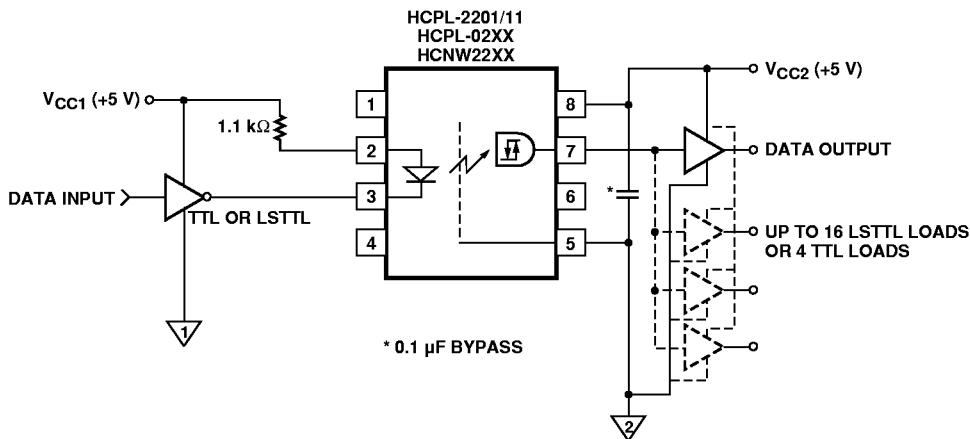 HCPL-2201/11
HCPL-02XX
HCNW22XX
VCC1 (+5 V)
1.1 kΩ
DATA INPUT
TTL OR LSTTL
1
1
2
3
4
8
7
6
5
*
VCC2 (+5 V)
DATA OUTPUT
UP TO 16 LSTTL LOADS
OR 4 TTL LOADS
* 0.1 µF BYPASS
2